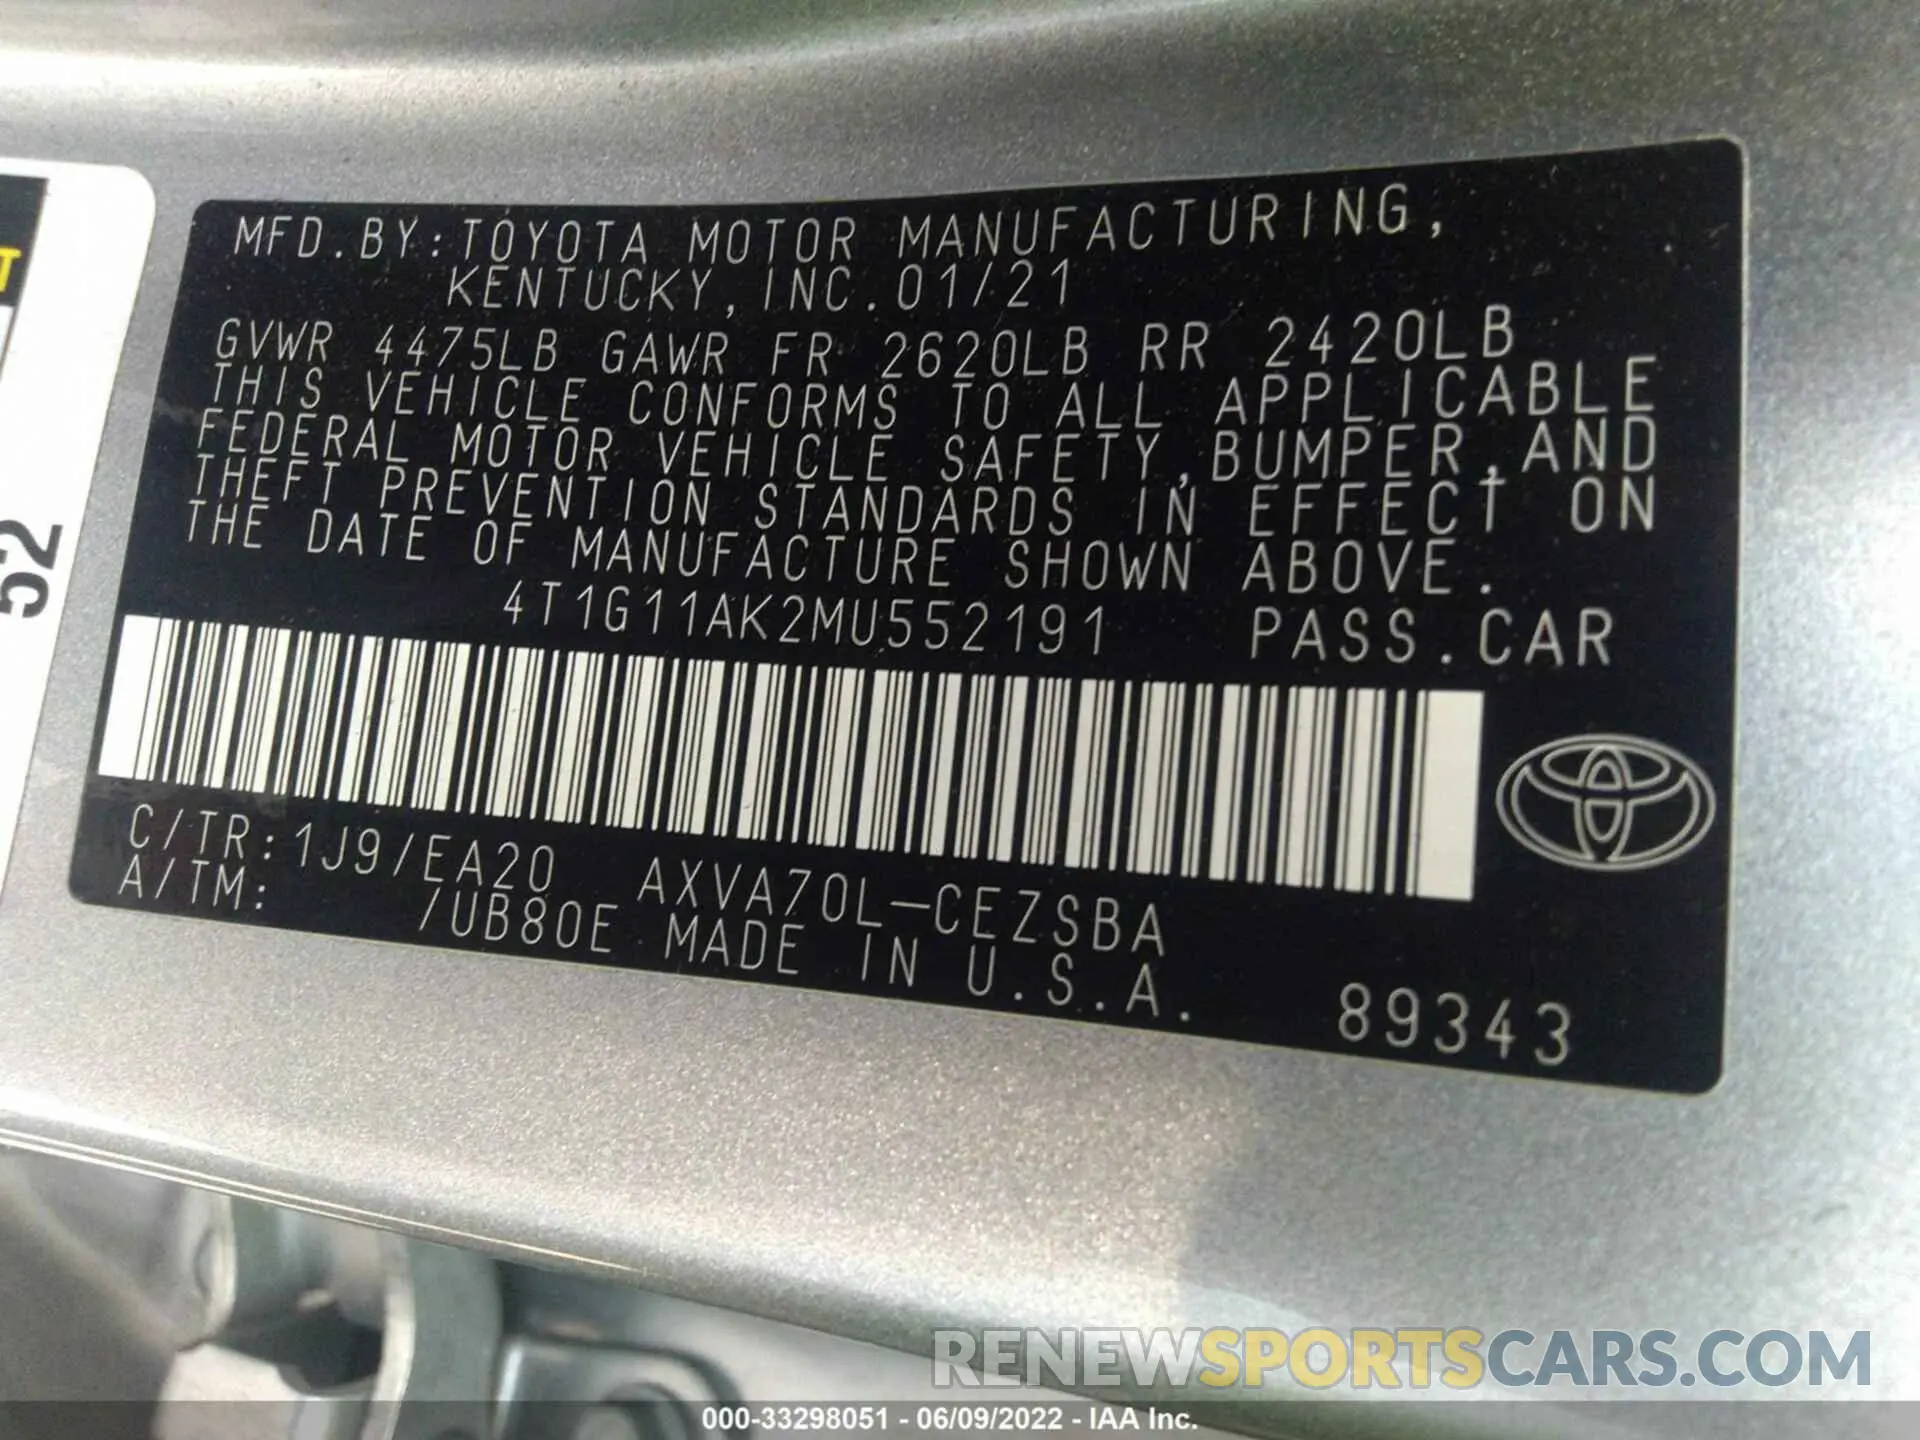 MFD.BY:TOYOTA MOTOR MANUFACTURING,
KENTUCKY, INC.01/21
GVWR 4475LB GAWR FR 2620LB RR 2420LB
THIS VEHICLE CONFORMS TO ALL APPLICABLE
FEDERAL MOTOR VEHICLE SAFETY,BUMPER,AND
THEFT PREVENTION STANDARDS IN EFFECT ON
THE DATE OF MANUFACTURE SHOWN ABOVE.
4T1G11AK2MU552191 PASS.CAR
C/TR:1J9/EA20 AXVA70L-CEZSBA
A/TM: /UB80E MADE IN U.S.A.
89343
52
RENEWSPORTSCARS.COM
000-33298051 - 06/09/2022 - IAA Inc.